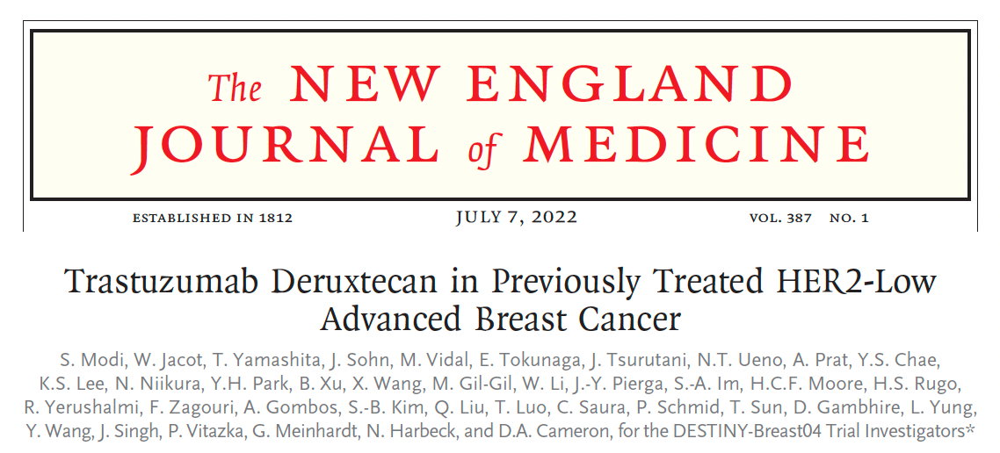 The NEW ENGLAND
JOURNAL of MEDICINE
ESTABLISHED IN 1812 JULY 7, 2022 VOL. 387 NO. 1
Trastuzumab Deruxtecan in Previously Treated HER2-Low
Advanced Breast Cancer
S. Modi, W. Jacot, T. Yamashita, J. Sohn, M. Vidal, E. Tokunaga, J. Tsurutani, N.T. Ueno, A. Prat, Y.S. Chae,
K.S. Lee, N. Niikura, Y.H. Park, B. Xu, X. Wang, M. Gil-Gil, W. Li, J.-Y. Pierga, S.-A. Im, H.C.F. Moore, H.S. Rugo,
R. Yerushalmi, F. Zagouri, A. Gombos, S.-B. Kim, Q. Liu, T. Luo, C. Saura, P. Schmid, T. Sun, D. Gambhire, L. Yung,
Y. Wang, J. Singh, P. Vitazka, G. Meinhardt, N. Harbeck, and D.A. Cameron, for the DESTINY-Breast04 Trial Investigators*